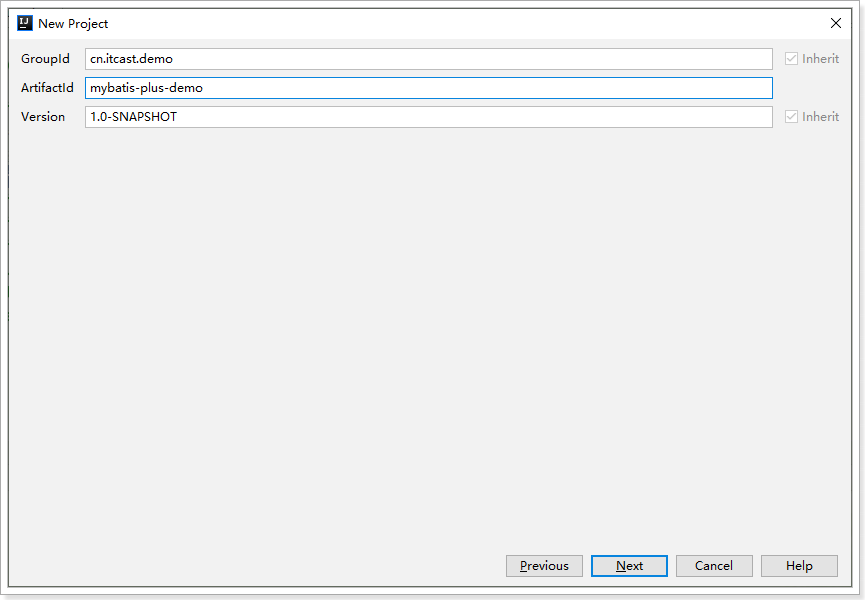 New Project
GroupId cn.itcast.demo Inherit
ArtifactId mybatis-plus-demo
Version 1.0-SNAPSHOT Inherit
Previous Next Cancel Help